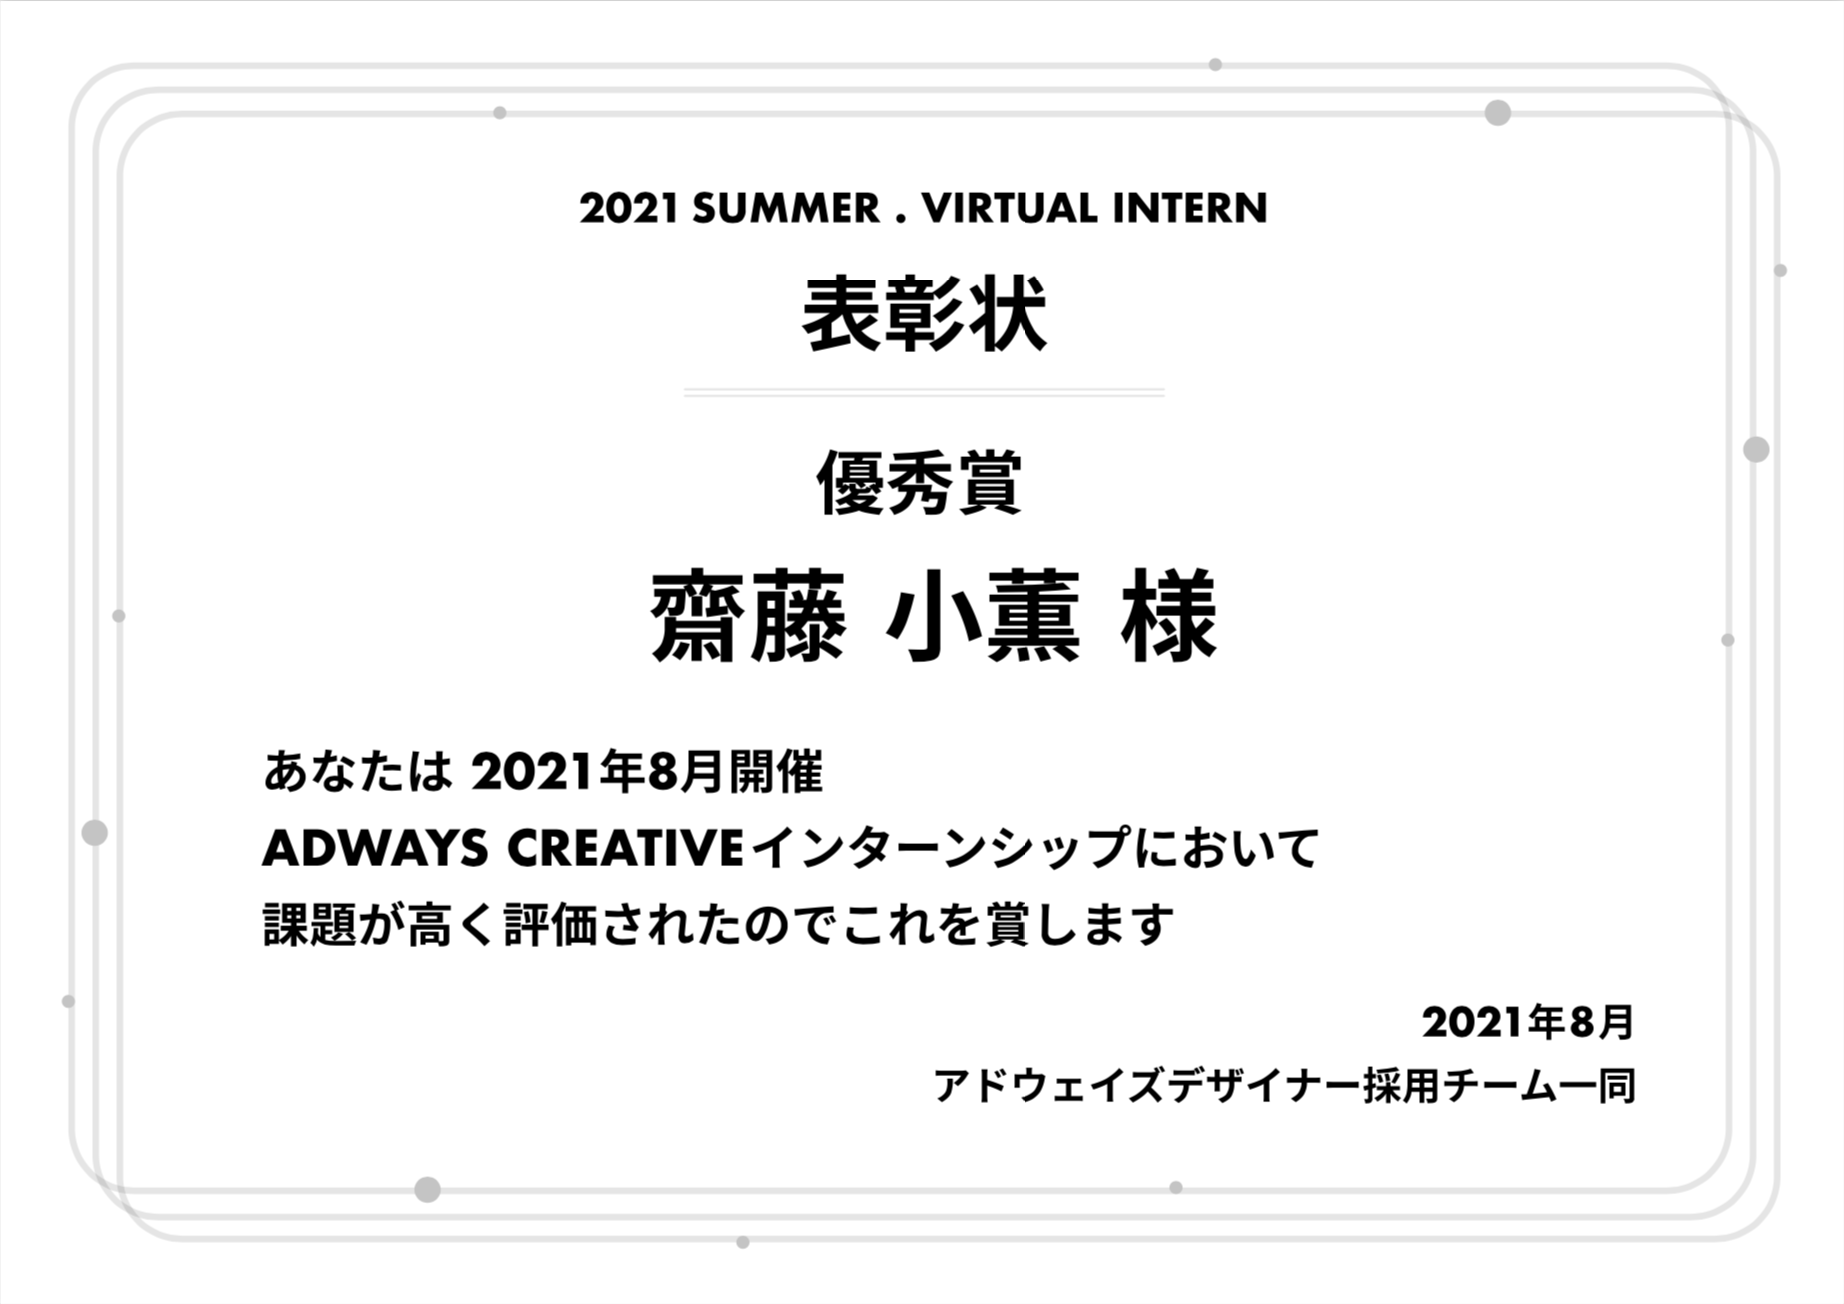 2021 SUMMER . VIRTUAL INTERN
表彰状
優秀賞
齋藤 小薫 様
あなたは 2021年8月開催
ADWAYS CREATIVEインターンシップにおいて
課題が高く評価されたのでこれを賞します
2021年8月
アドウェイズデザイナー採用チーム一同